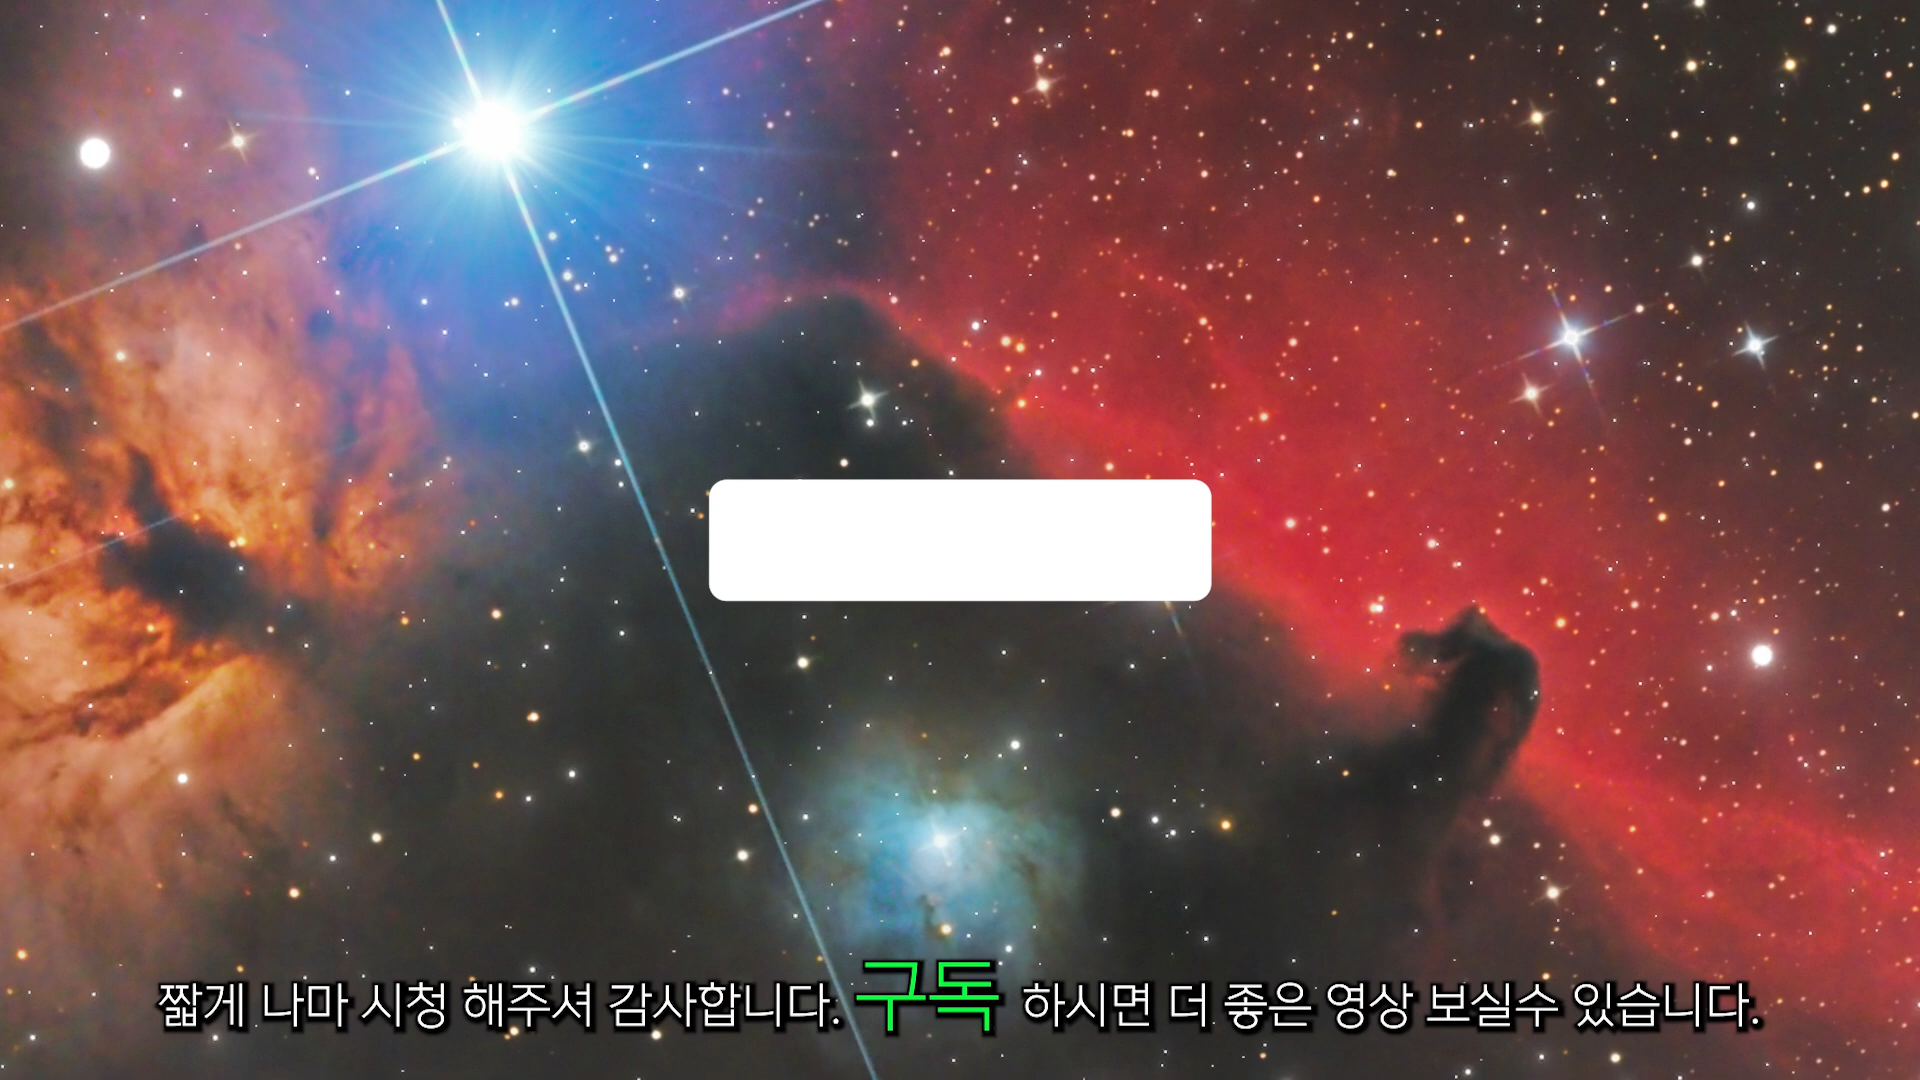 짧게 나마 시청 해주셔 감사합니다. 구독 하시면 더 좋은 영상 보실수 있습니다.